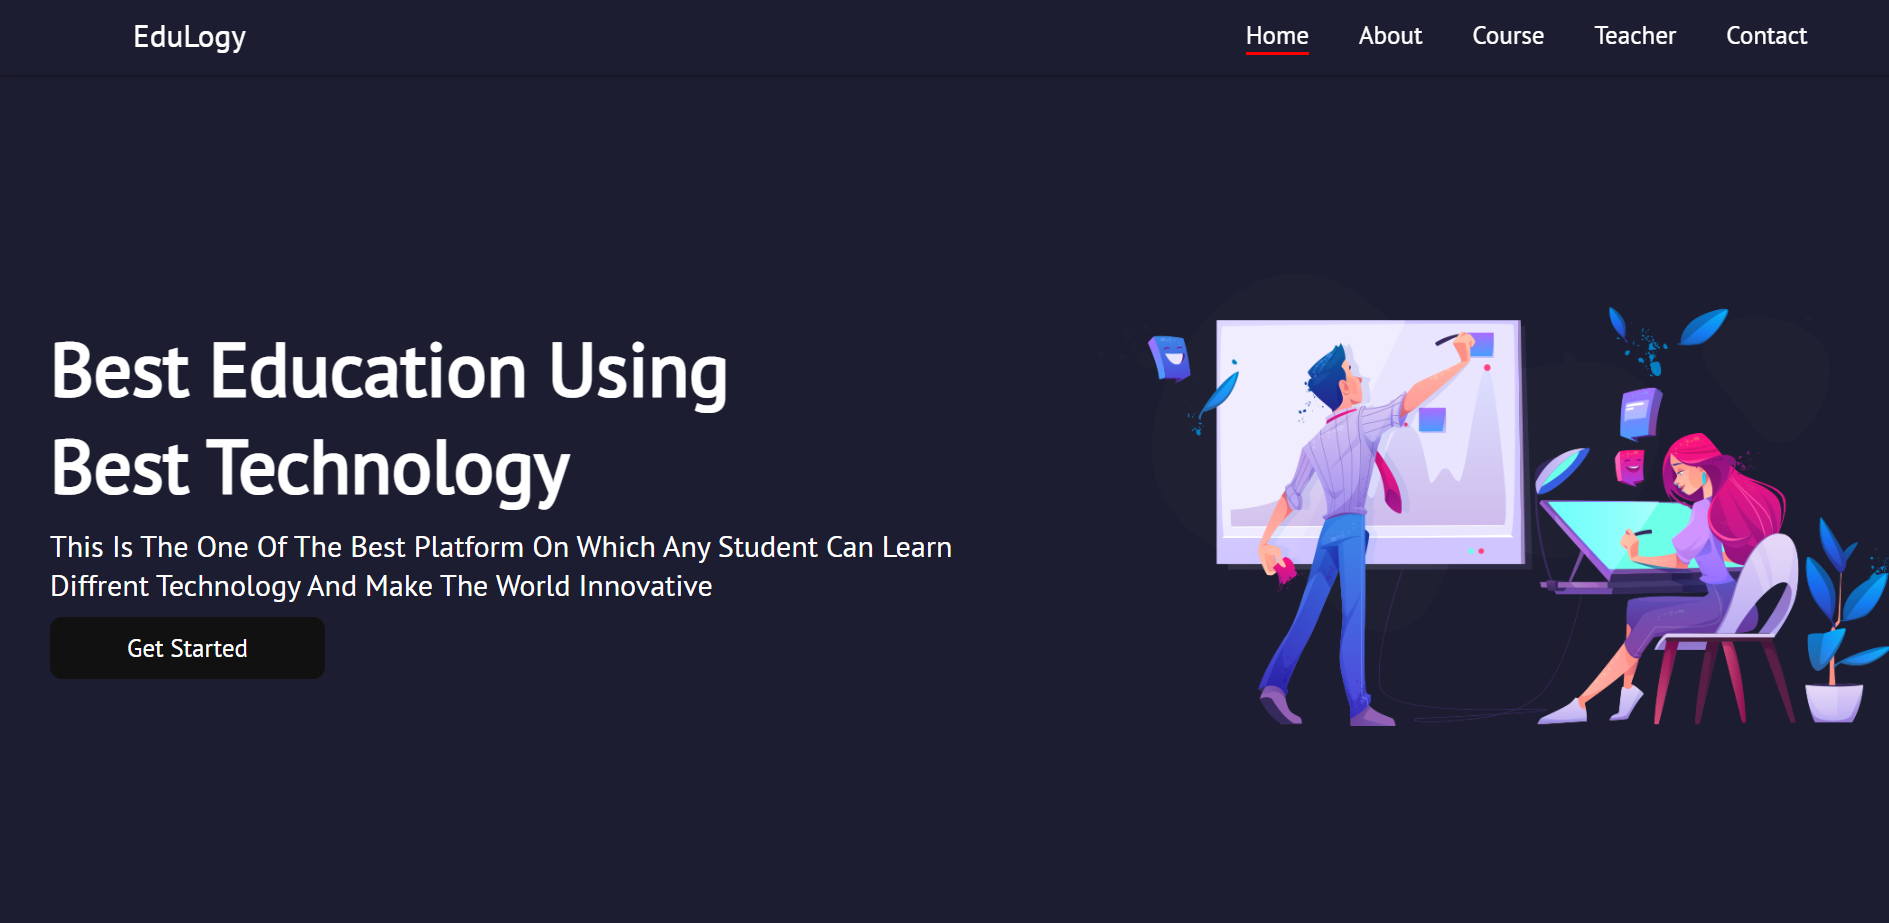 EduLogy
Home
About
Course
Teacher
Contact
Best Education Using
Best Technology
This Is The One Of The Best Platform On Which Any Student Can Learn
Diffrent Technology And Make The World Innovative
Get Started